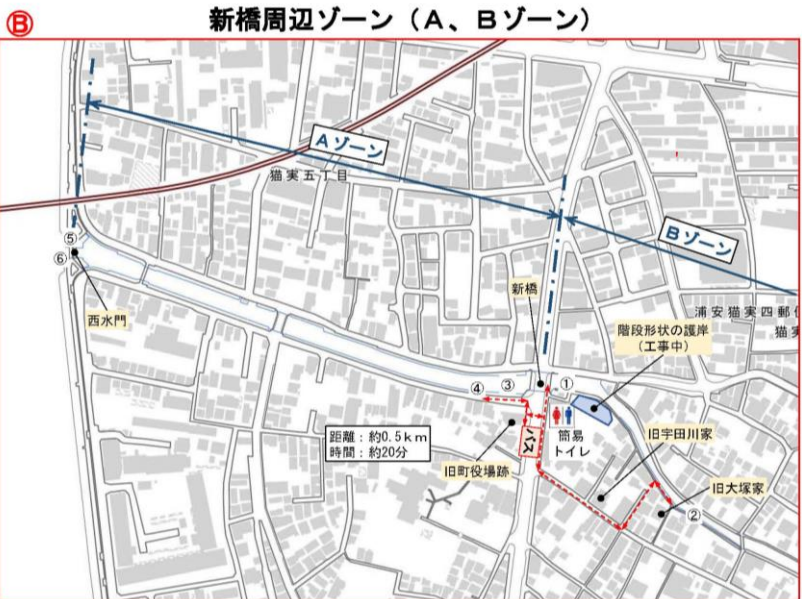 Ⓑ
新橋周辺ゾーン（A、Bゾーン）
Aゾーン
猫実五丁目
Bゾーン
⑤
⑥
西水門
新橋
浦安猫実四郵
猫実
階段形状の護岸
（工事中）
④
③
①
距離：約0.5km
時間：約20分
バス
簡易
トイレ
旧宇田川家
旧町役場跡
旧大塚家
②